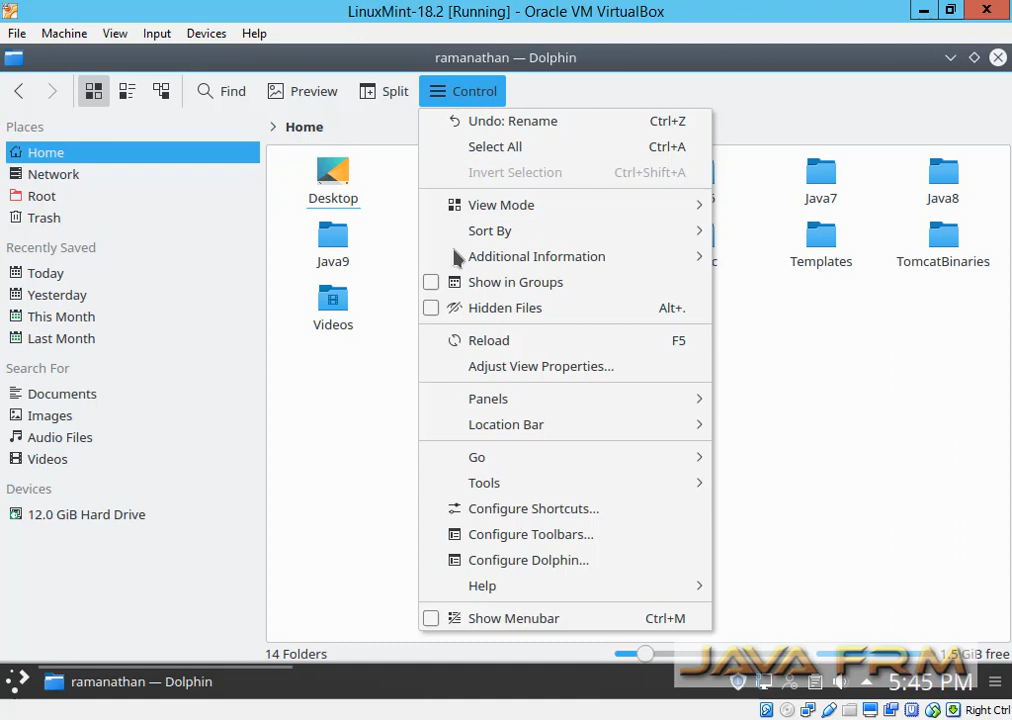 LinuxMint-18.2 [Running] - Oracle VM VirtualBox
File Machine View Input Devices Help
ramanathan — Dolphin
Find Preview Split Control
Places
Home
Network
Root
Trash
Recently Saved
Today
Yesterday
This Month
Last Month
Search For
Documents
Images
Audio Files
Videos
Devices
12.0 GiB Hard Drive
Home
Desktop
Java7
Java8
Java9
Templates
TomcatBinaries
Videos
Undo: Rename Ctrl+Z
Select All Ctrl+A
Invert Selection Ctrl+Shift+A
View Mode
Sort By
Additional Information
Show in Groups
Hidden Files Alt+.
Reload F5
Adjust View Properties...
Panels
Location Bar
Go
Tools
Configure Shortcuts...
Configure Toolbars...
Configure Dolphin...
Help
Show Menubar Ctrl+M
14 Folders
1.5 GiB free
JAVA FRM
ramanathan — Dolphin
5:45 PM
Right Ctrl